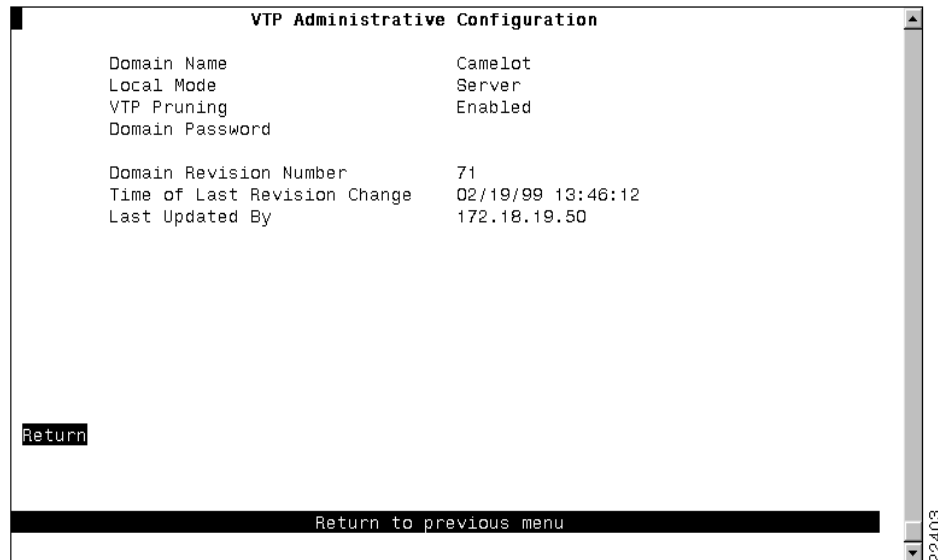 VTP Administrative Configuration
Domain Name Camelot
Local Mode Server
VTP Pruning Enabled
Domain Password
Domain Revision Number 71
Time of Last Revision Change 02/19/99 13:46:12
Last Updated By 172.18.19.50
Return
Return to previous menu
22403